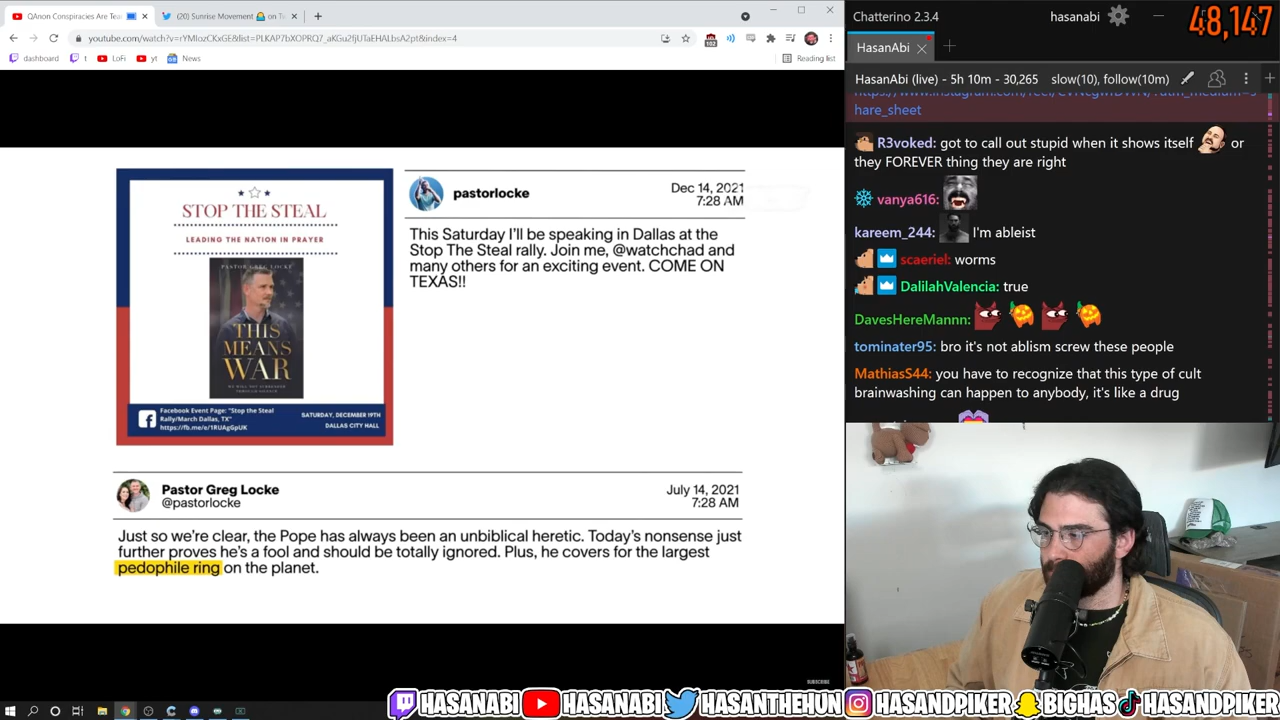 QAnon Conspiracies Are Tea
(20) Sunrise Movement
on T
youtube.com/watch?v=rYMIozCKxGE&list=PLKAP7bXOPRQ7_aKGu2fjUTaEHALbsA2pt&index=4
dashboard
t
LoFi
yt
News
Reading list
STOP THE STEAL
LEADING THE NATION IN PRAYER
PASTOR GREG LOCKE
THIS
MEANS
WAR
Facebook Event Page: "Stop the Steal
Rally/March Dallas, TX"
https://fb.me/e/1RUAgGpUK
SATURDAY, DECEMBER 19TH
DALLAS CITY HALL
pastorlocke
Dec 14, 2021
7:28 AM
This Saturday I'll be speaking in Dallas at the
Stop The Steal rally. Join me, @watchchad and
many others for an exciting event. COME ON
TEXAS!!
Pastor Greg Locke
@pastorlocke
July 14, 2021
7:28 AM
Just so we're clear, the Pope has always been an unbiblical heretic. Today's nonsense just
further proves he's a fool and should be totally ignored. Plus, he covers for the largest
pedophile ring on the planet.
SUBSCRIBE
Chatterino 2.3.4
hasanabi
48,147
HasanAbi
HasanAbi (live) - 5h 10m - 30,265 slow(10), follow(10m)
hare_sheet
R3voked: got to call out stupid when it shows itself or
they FOREVER thing they are right
vanya616:
kareem_244: I'm ableist
scaeriel: worms
DalilahValencia: true
DavesHereMannn:
tominater95: bro it's not ablism screw these people
MathiasS44: you have to recognize that this type of cult
brainwashing can happen to anybody, it's like a drug
HASANABI HASANABI HASANTHEHUN HASANDPIKER BIGHAS HASANDPIKER